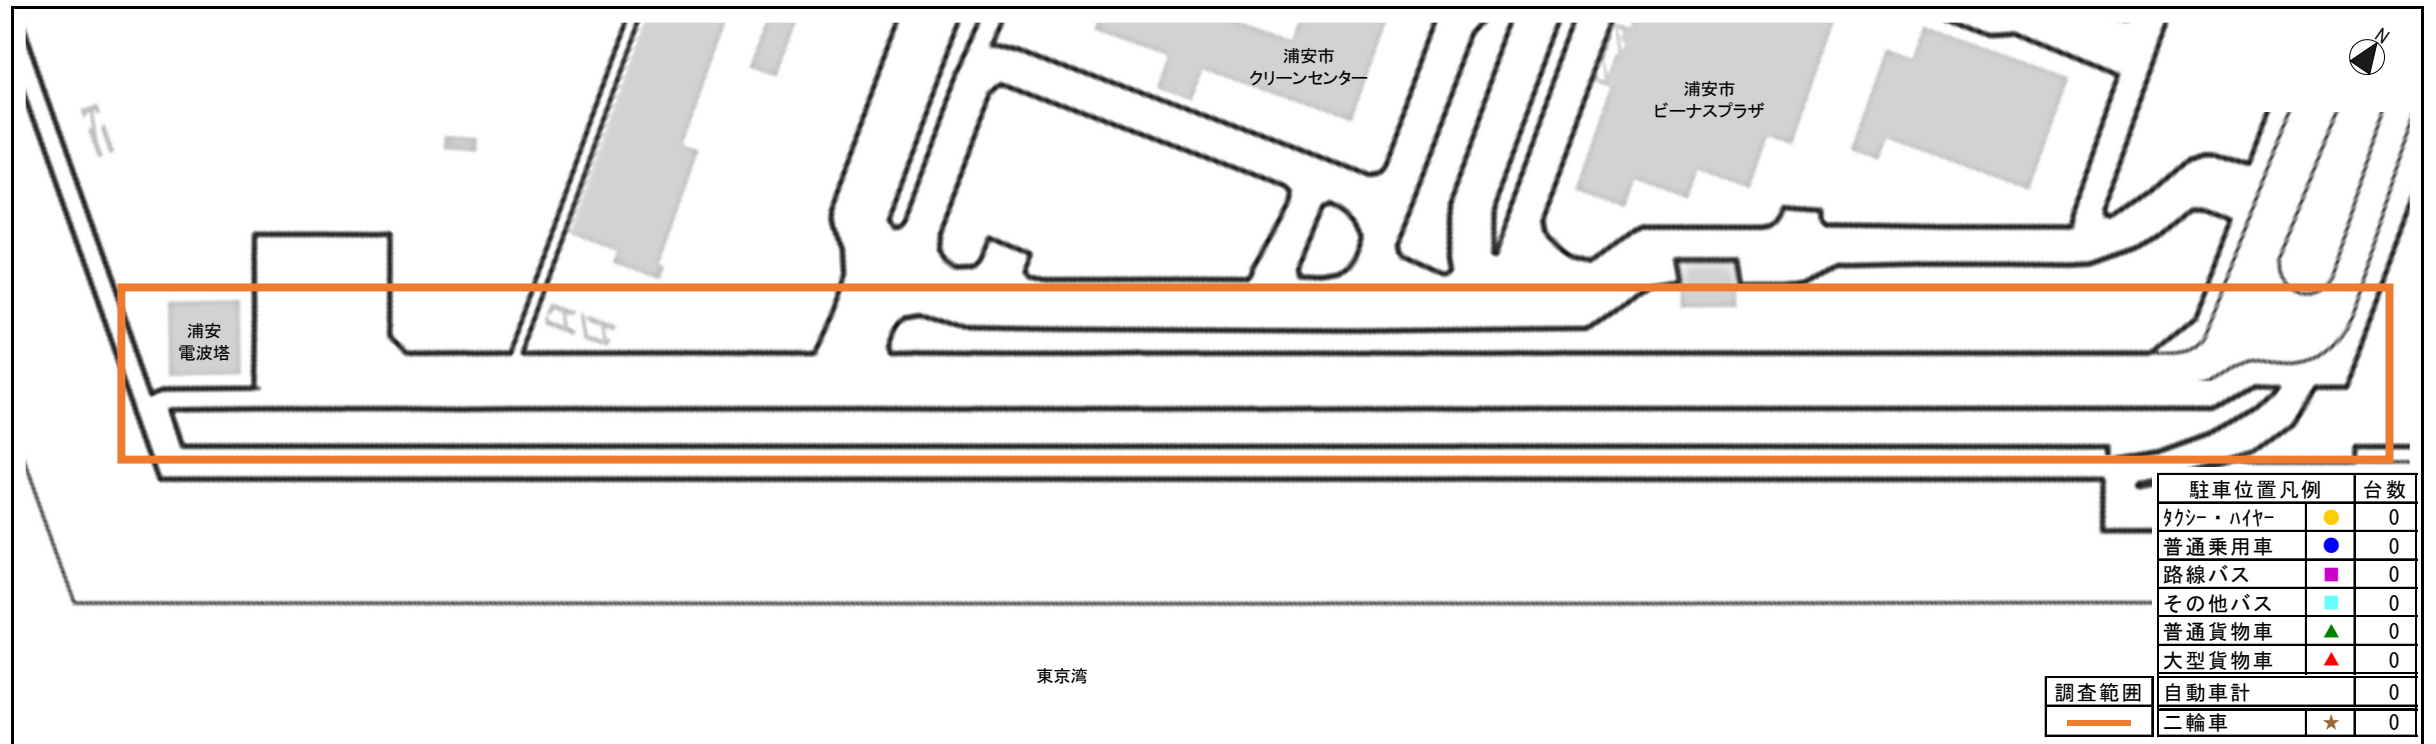 N
浦安市
クリーンセンター
浦安市
ビーナスプラザ
浦安
電波塔
東京湾
駐車位置凡例 台数
ﾀｸｼｰ・ﾊｲﾔｰ 0
普通乗用車 0
路線バス 0
その他バス 0
普通貨物車 0
大型貨物車 0
調査範囲
自動車計 0
二輪車 0